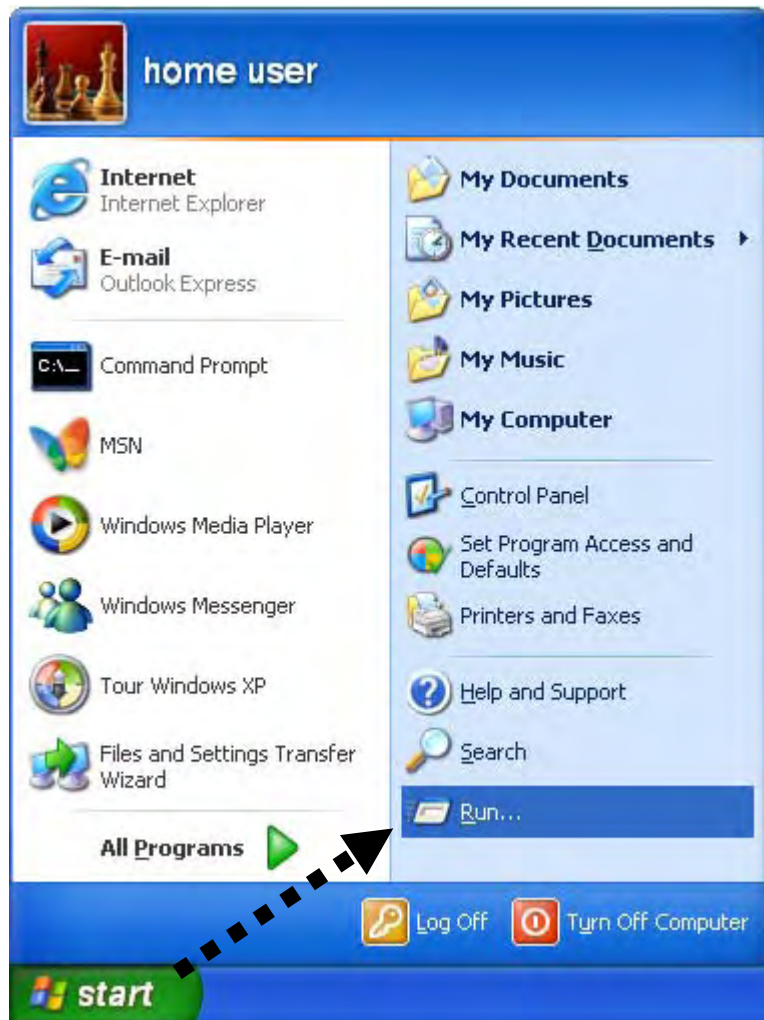 home user
Internet
Internet Explorer
E-mail
Outlook Express
C:\_
Command Prompt
MSN
Windows Media Player
Windows Messenger
Tour Windows XP
Files and Settings Transfer
Wizard
All Programs
My Documents
My Recent Documents
My Pictures
My Music
My Computer
Control Panel
Set Program Access and
Defaults
Printers and Faxes
Help and Support
Search
Run...
Log Off
Turn Off Computer
start